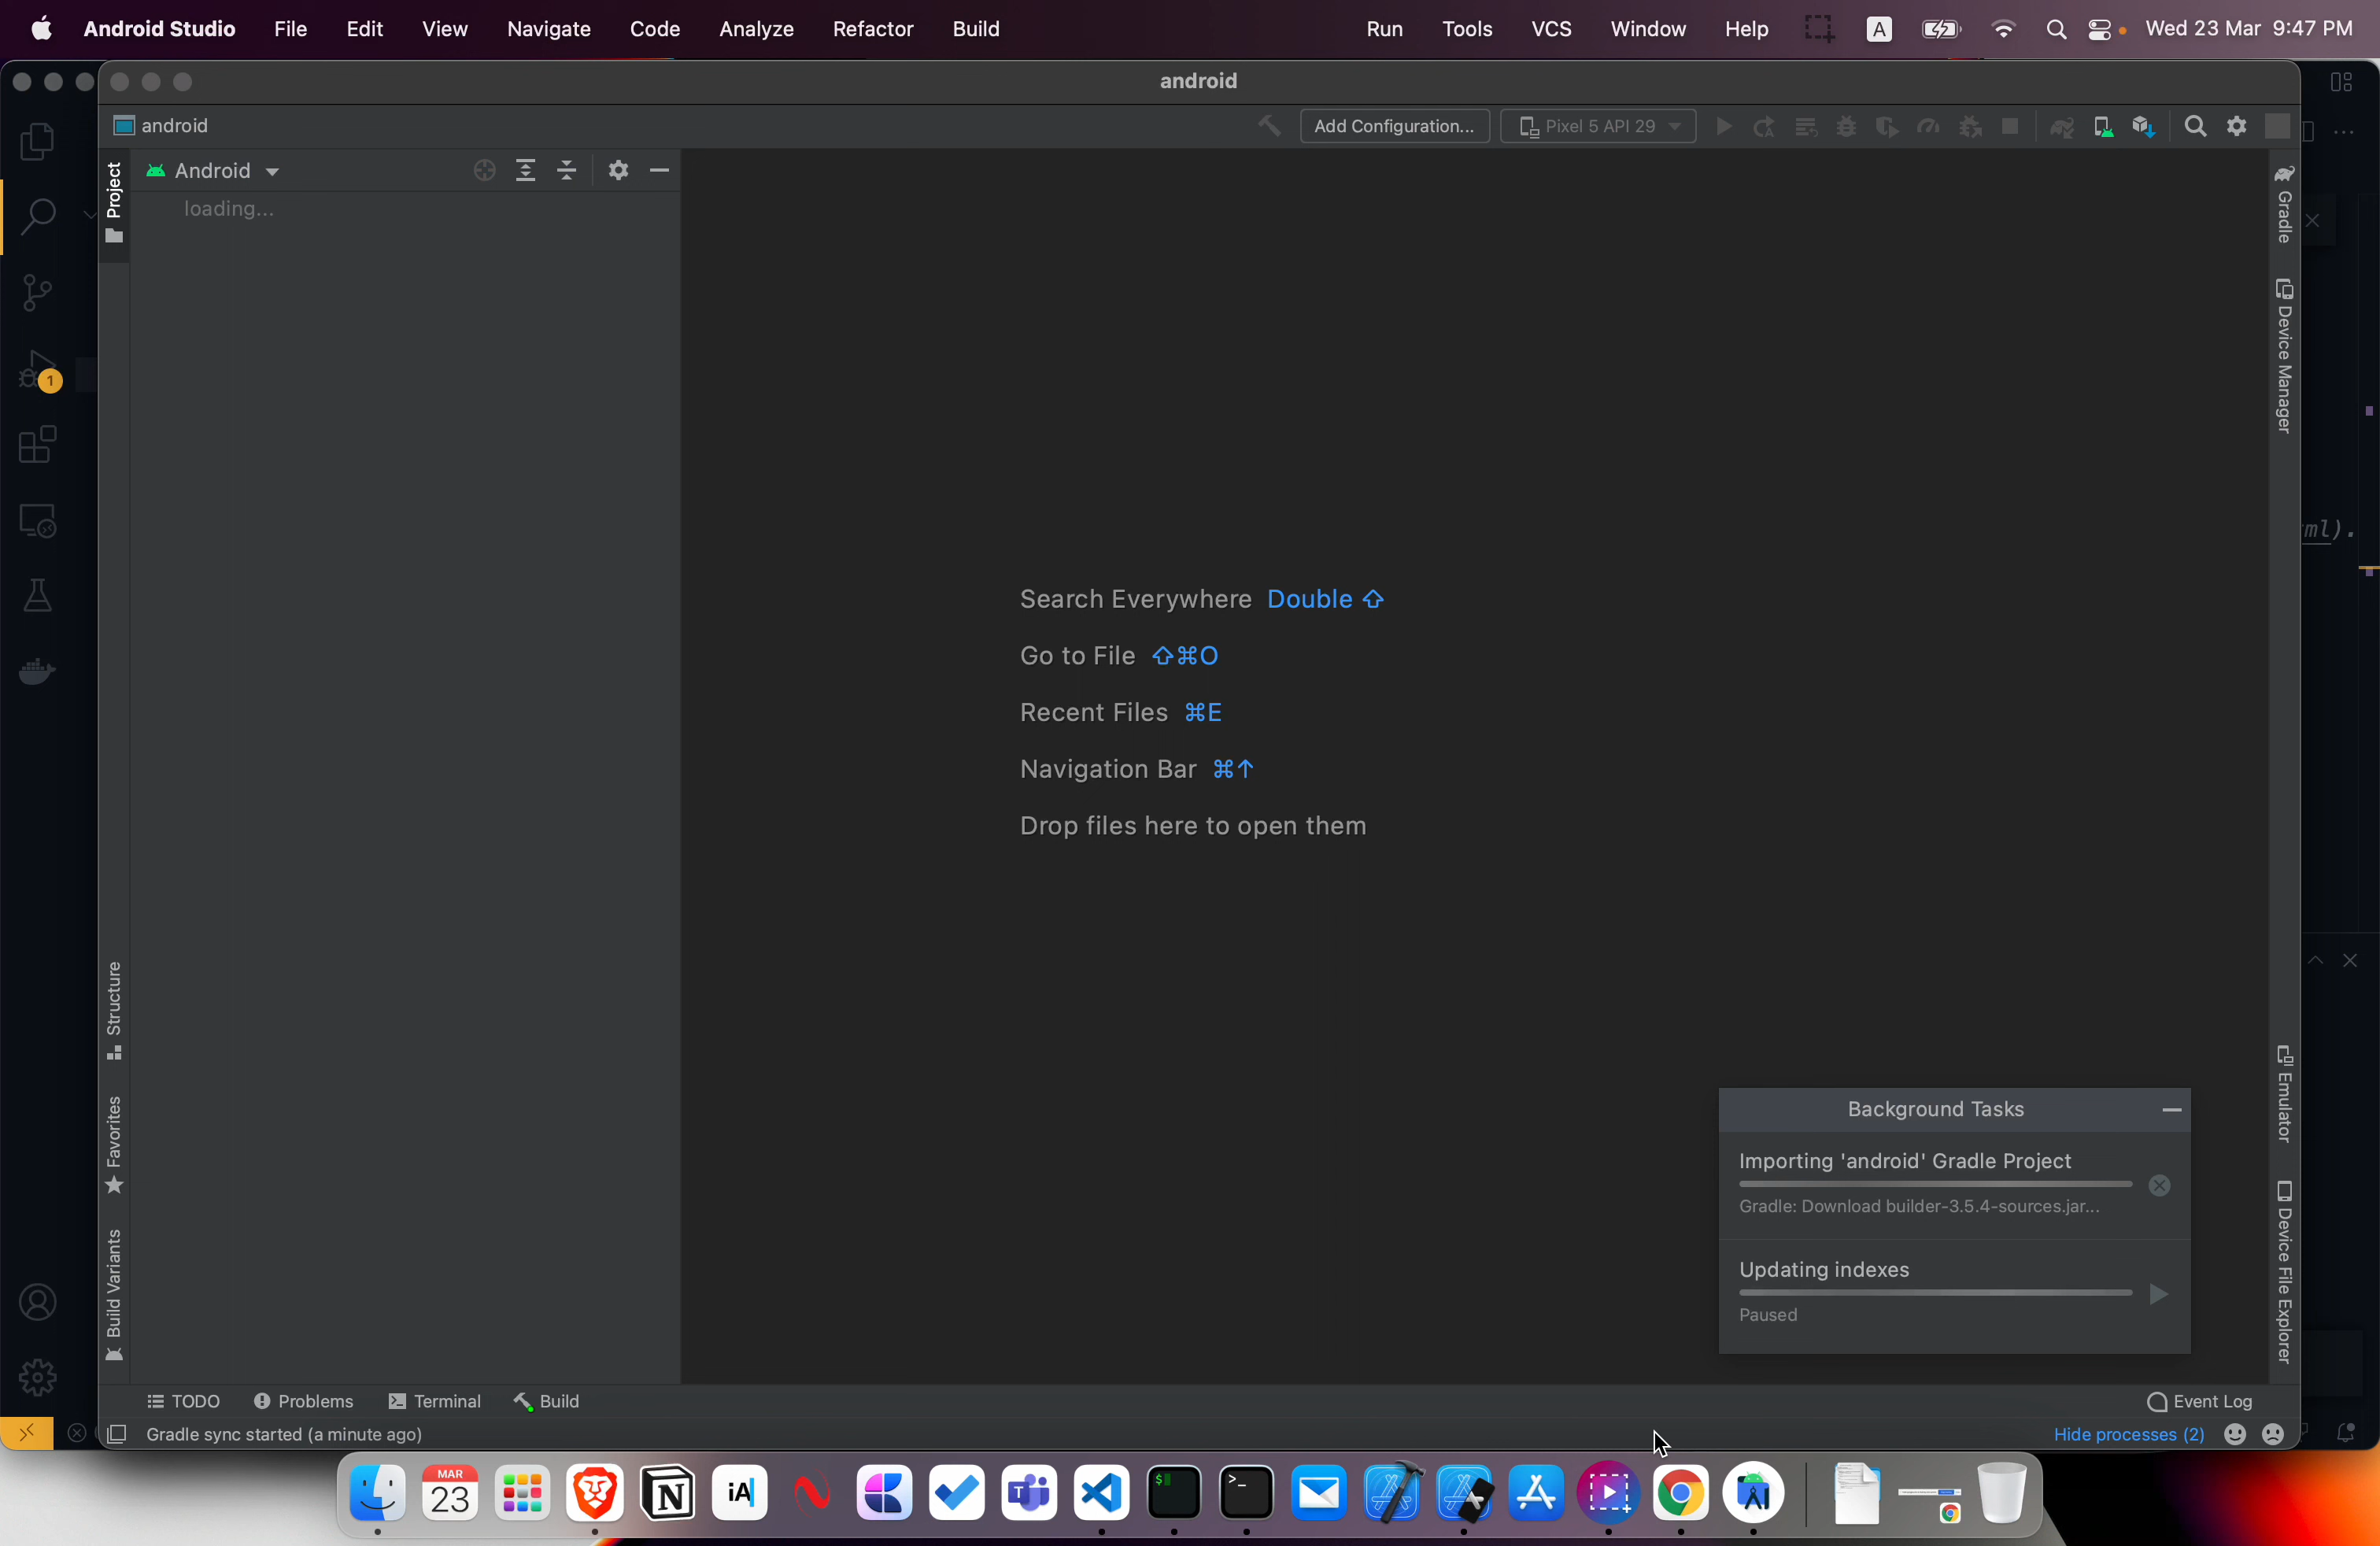 Android Studio File Edit View Navigate Code Analyze Refactor Build Run Tools VCS Window Help A Wed 23 Mar 9:47 PM
android
android
Add Configuration... Pixel 5 API 29
Project
Android
loading...
Gradle
Device Manager
1
ml).
Search Everywhere Double ⇧
Go to File ⇧⌘O
Recent Files ⌘E
Navigation Bar ⌘↑
Drop files here to open them
Structure
Favorites
Build Variants
Emulator
Device File Explorer
Background Tasks
Importing 'android' Gradle Project
Gradle: Download builder-3.5.4-sources.jar...
Updating indexes
Paused
TODO Problems Terminal Build Event Log
Gradle sync started (a minute ago) Hide processes (2)
MAR
23
N
iA
T
$
>_